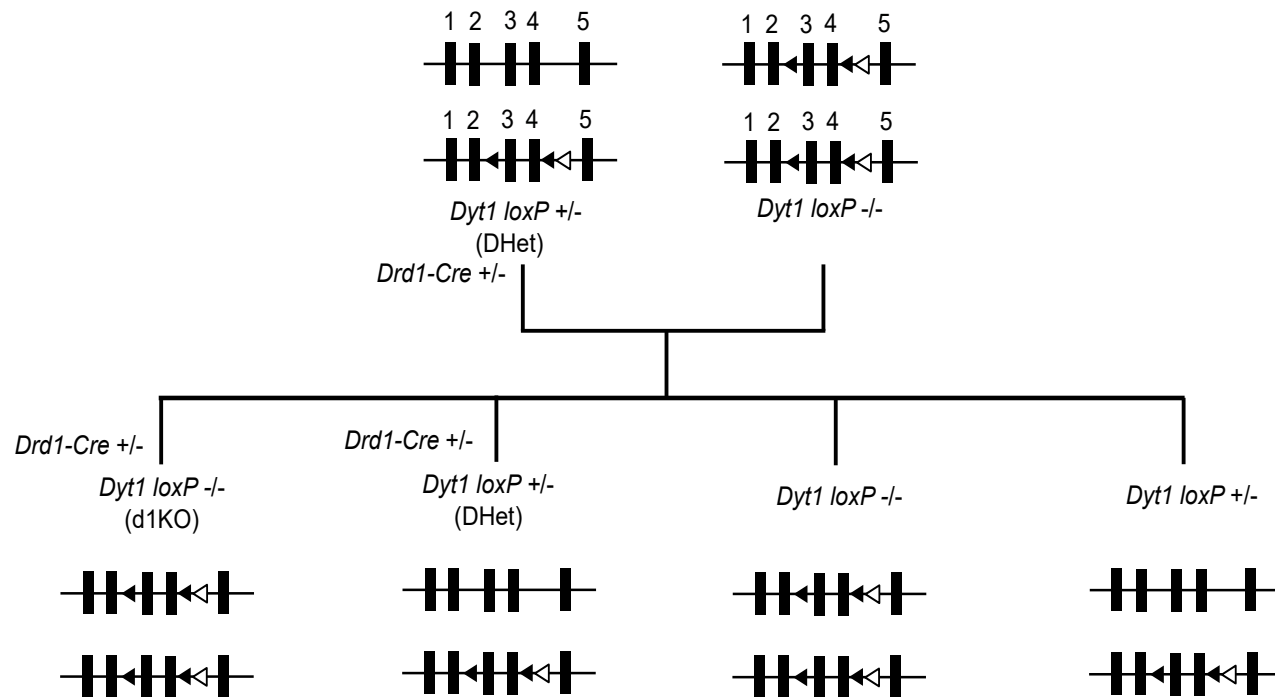 1 2 3 4 5
1 2 3 4 5
1 2 3 4 5
1 2 3 4 5
Dyt1 loxP +/-
(DHet)
Dyt1 loxP -/-
Drd1-Cre +/-
Drd1-Cre +/-
Dyt1 loxP -/-
(d1KO)
Drd1-Cre +/-
Dyt1 loxP +/-
(DHet)
Dyt1 loxP -/-
Dyt1 loxP +/-